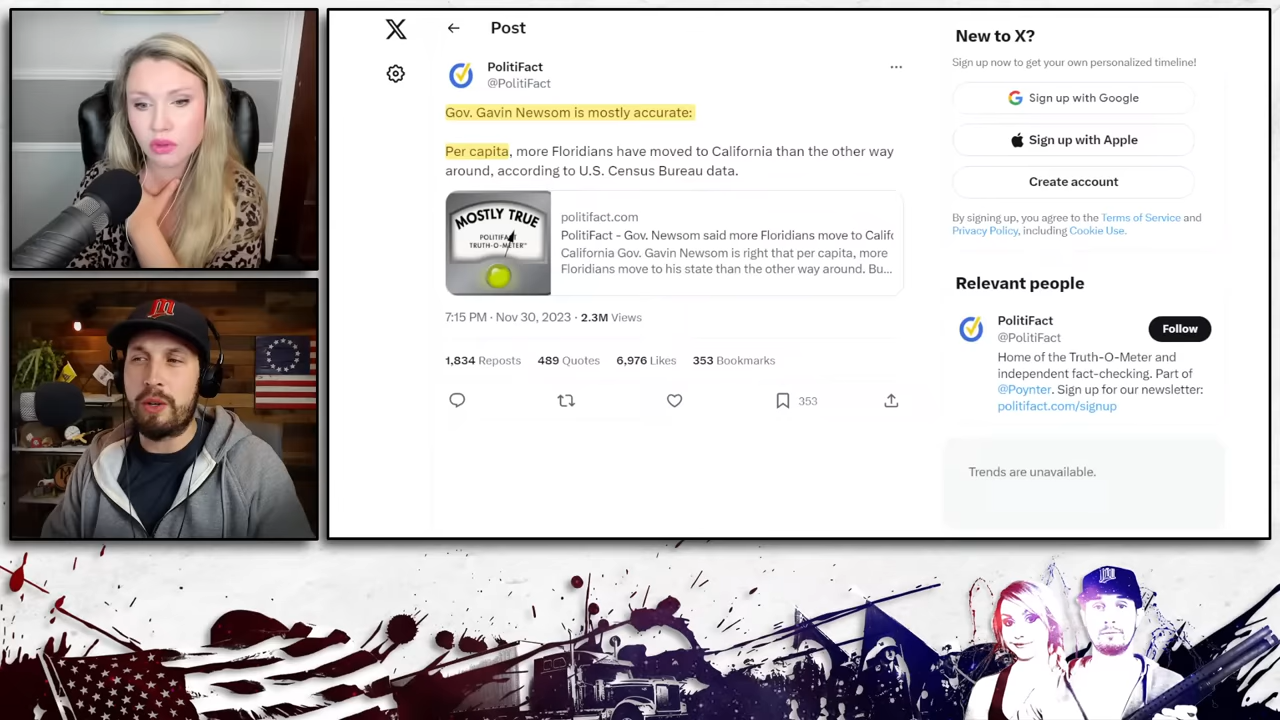 Post
PolitiFact
@PolitiFact
Gov. Gavin Newsom is mostly accurate:
Per capita, more Floridians have moved to California than the other way
around, according to U.S. Census Bureau data.
MOSTLY TRUE
TRUTH-O-METER™
politifact.com
PolitiFact - Gov. Newsom said more Floridians move to Calif
California Gov. Gavin Newsom is right that per capita, more
Floridians move to his state than the other way around. Bu...
7:15 PM · Nov 30, 2023 · 2.3M Views
1,834 Reposts 489 Quotes 6,976 Likes 353 Bookmarks
353
New to X?
Sign up now to get your own personalized timeline!
Sign up with Google
Sign up with Apple
Create account
By signing up, you agree to the Terms of Service and
Privacy Policy, including Cookie Use.
Relevant people
PolitiFact
@PolitiFact
Follow
Home of the Truth-O-Meter and
independent fact-checking. Part of
@Poynter. Sign up for our newsletter:
politifact.com/signup
Trends are unavailable.